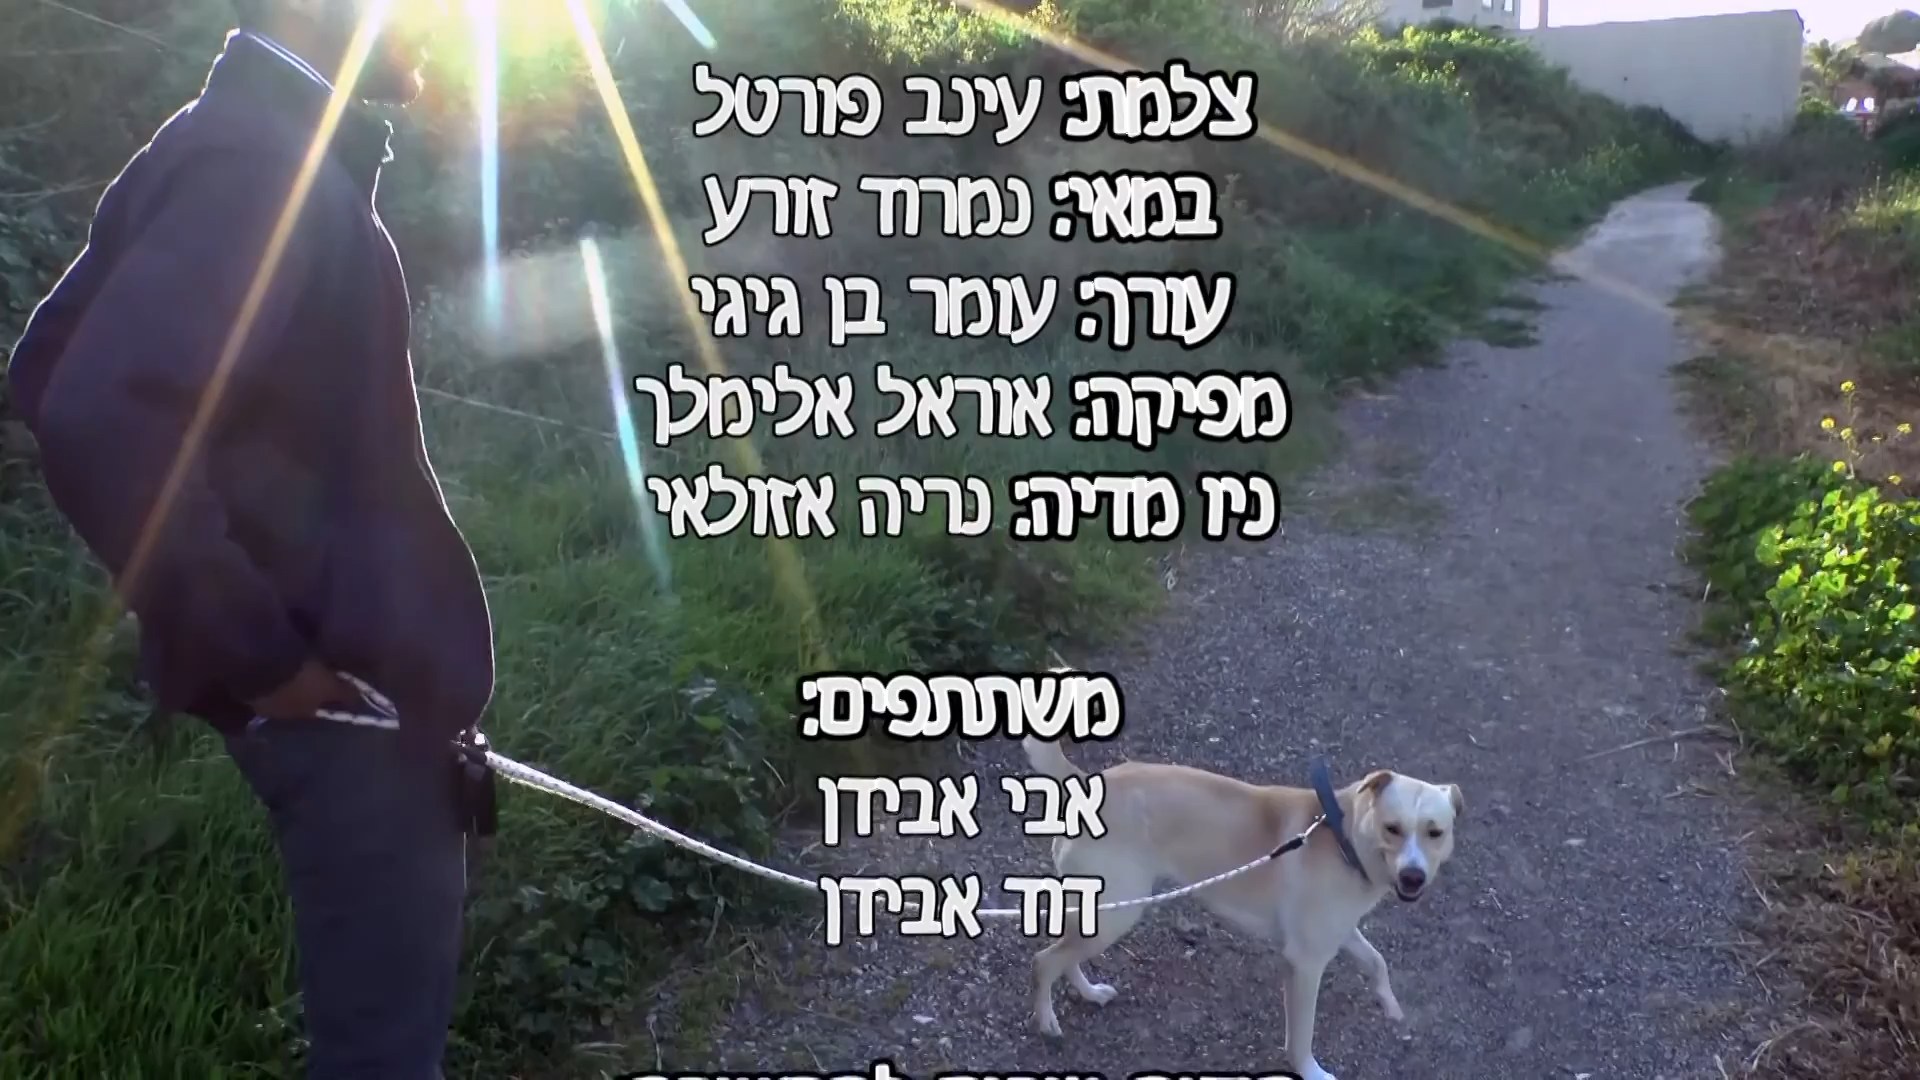 צלמת: עינב פורטל
במאי: נמרוד זורע
עורך: עומר בן גיגי
מפיקה: אוראל אלימלך
ניו מדיה: נריה אזולאי
משתתפים:
אבי אבידן
דוד אבידן